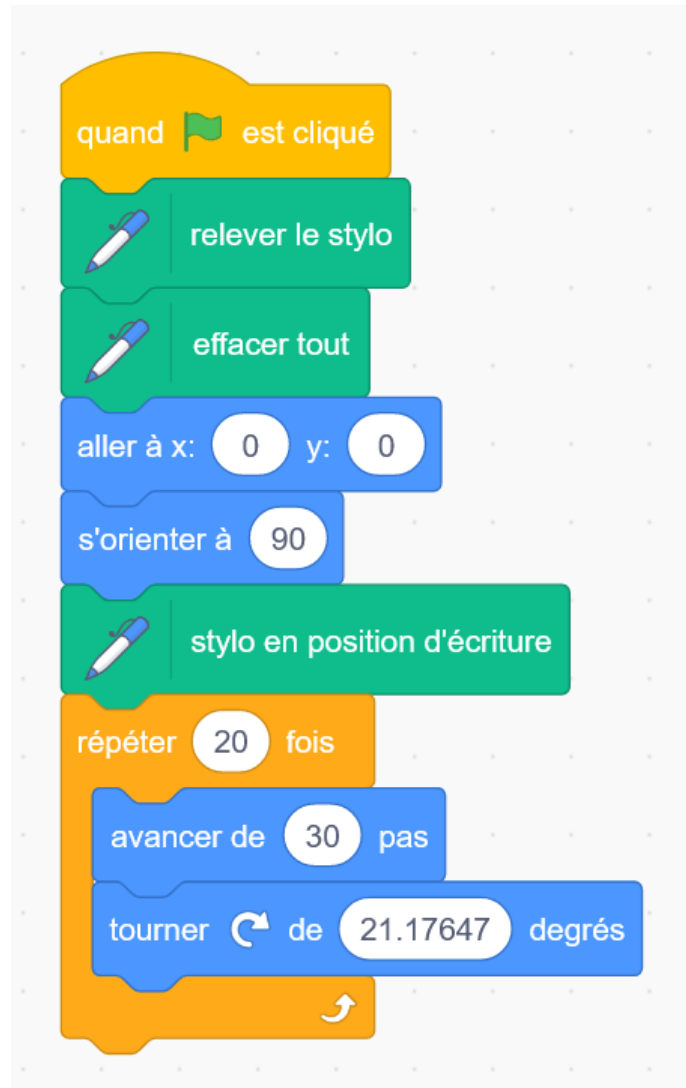 quand est cliqué
relever le stylo
effacer tout
aller à x: 0 y: 0
s'orienter à 90
stylo en position d'écriture
répéter 20 fois
avancer de 30 pas
tourner de 21.17647 degrés